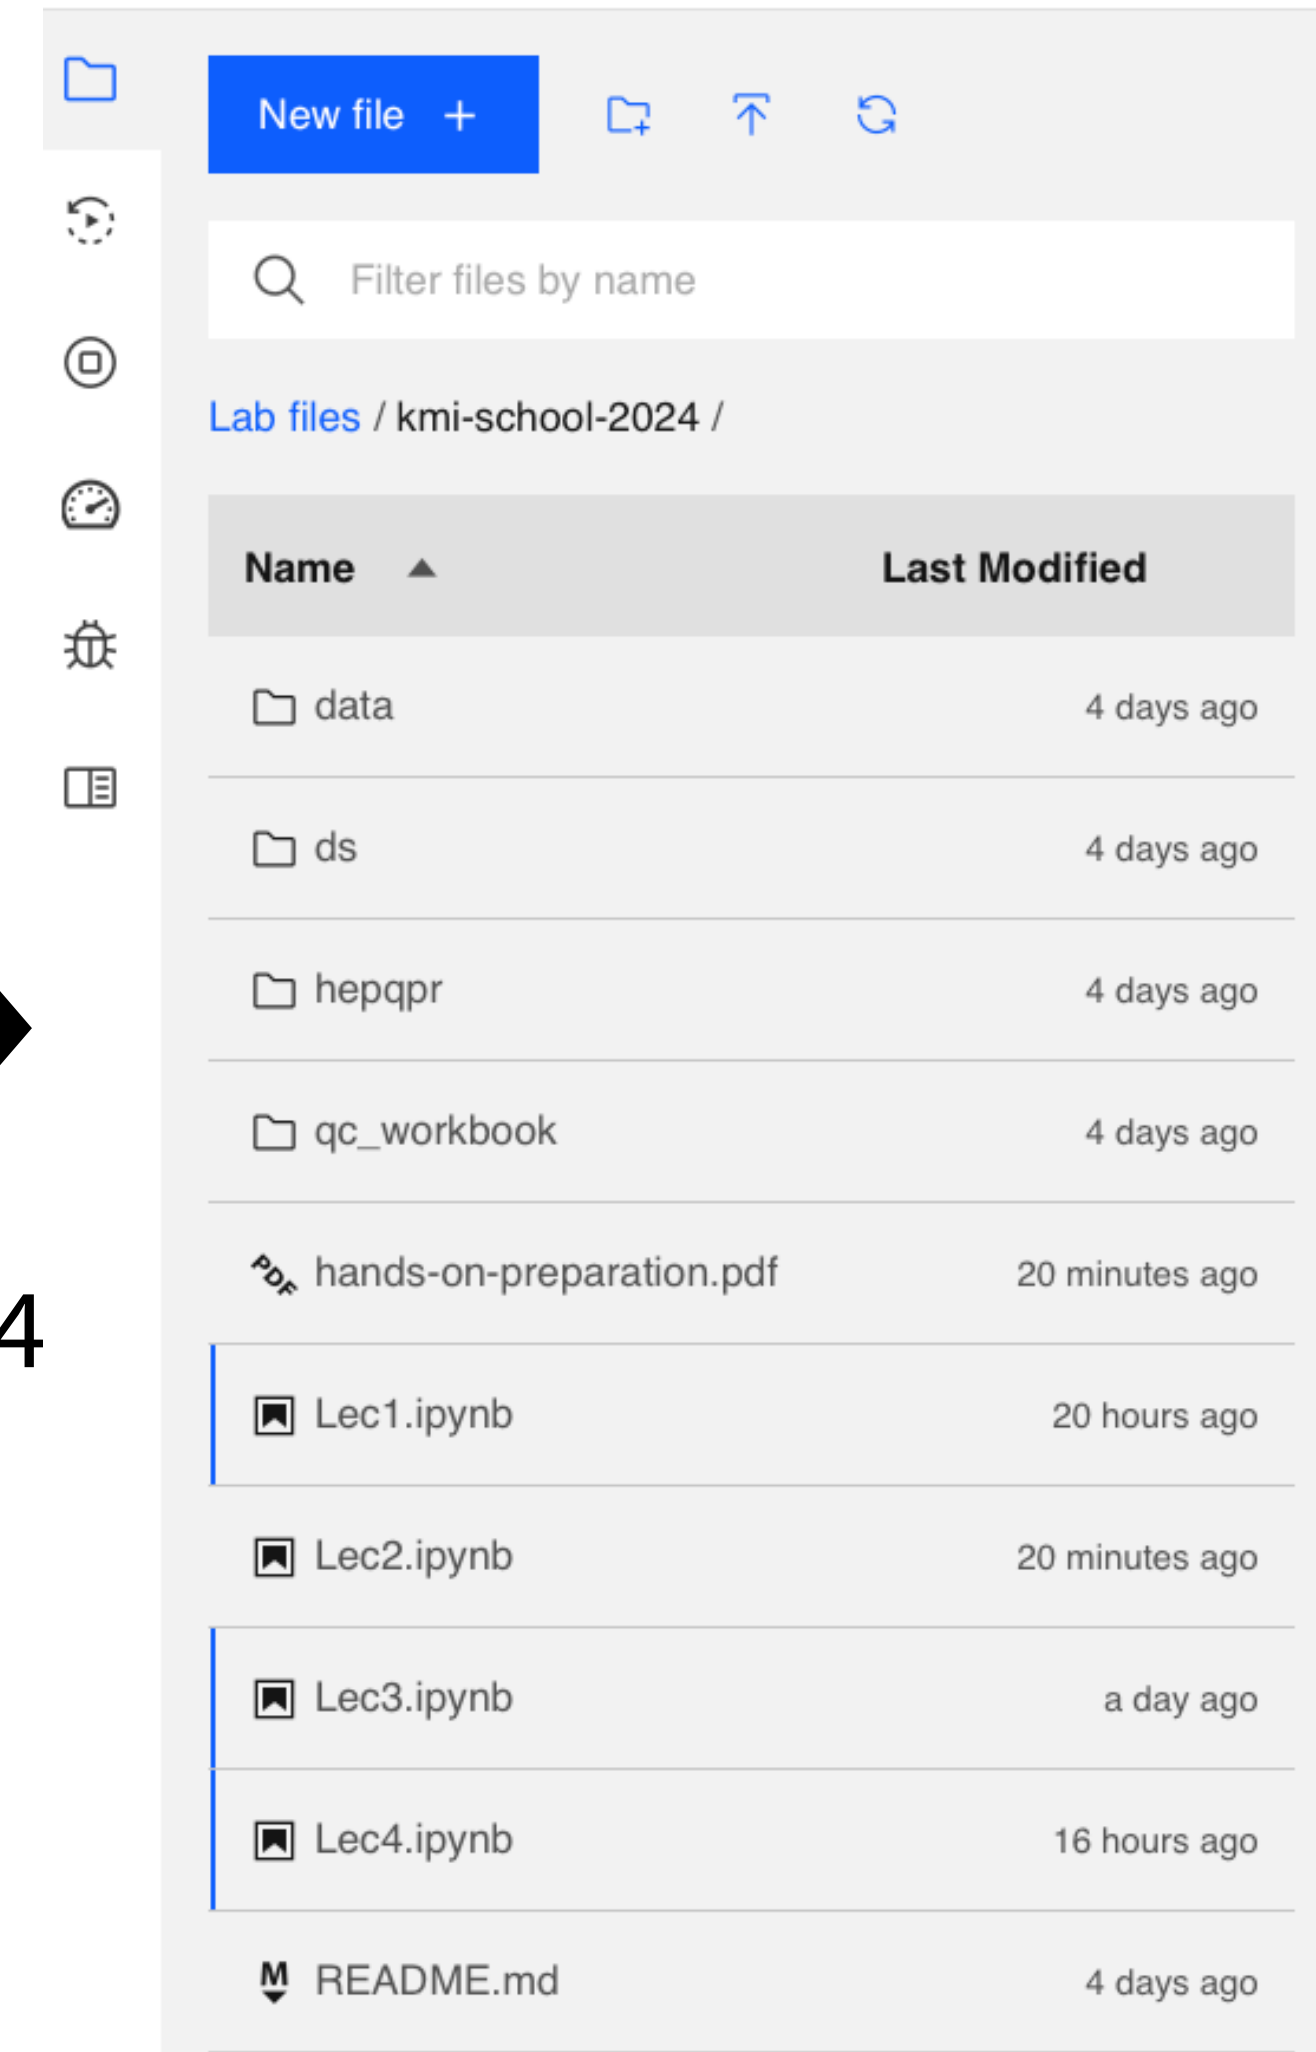 New file +
Filter files by name
Lab files / kmi-school-2024 /
Name Last Modified
data 4 days ago
ds 4 days ago
hepqpr 4 days ago
qc_workbook 4 days ago
PDF hands-on-preparation.pdf 20 minutes ago
4
Lec1.ipynb 20 hours ago
Lec2.ipynb 20 minutes ago
Lec3.ipynb a day ago
Lec4.ipynb 16 hours ago
M README.md 4 days ago